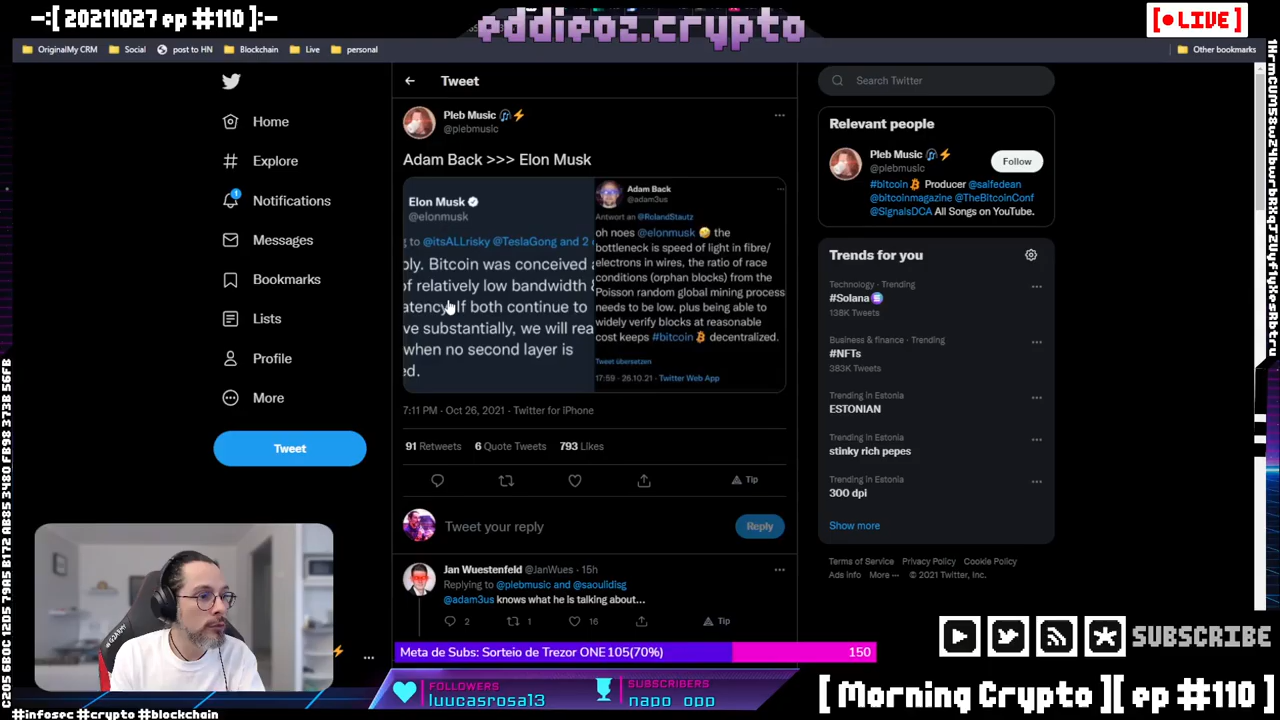 -:[ 20211027 ep #110 ]:-
eddieoz.crypto
[● LIVE ]
OriginalMy CRM
Social
post to HN
Blockchain
Live
personal
Other bookmarks
Home
Explore
Notifications
Messages
Bookmarks
Lists
Profile
More
Tweet
Tweet
Pleb Music
@plebmusic
Adam Back >>> Elon Musk
Elon Musk
@elonmusk
g to @itsALLrisky @TeslaGong and 2
ply. Bitcoin was conceived
of relatively low bandwidth &
atency. If both continue to
ve substantially, we will rea
when no second layer is
ed.
Adam Back
@adam3us
Antwort an @RolandStautz
oh noes @elonmusk 🤣 the
bottleneck is speed of light in fibre/
electrons in wires, the ratio of race
conditions (orphan blocks) from the
Poisson random global mining process
needs to be low. plus being able to
widely verify blocks at reasonable
cost keeps #bitcoin decentralized.
Tweet übersetzen
17:59 · 26.10.21 · Twitter Web App
7:11 PM · Oct 26, 2021 · Twitter for iPhone
91 Retweets 6 Quote Tweets 793 Likes
Tip
Tweet your reply
Reply
Jan Wuestenfeld @JanWues · 15h
Replying to @plebmusic and @saoulidisg
@adam3us knows what he is talking about...
2 1 16 Tip
Search Twitter
Relevant people
Pleb Music
@plebmusic
Follow
#bitcoin Producer @salfedean
@bitcoinmagazine @TheBitcoinConf
@SignalsDCA All Songs on YouTube.
Trends for you
Technology · Trending
#Solana
138K Tweets
Business & finance · Trending
#NFTs
383K Tweets
Trending in Estonia
ESTONIAN
Trending in Estonia
stinky rich pepes
Trending in Estonia
300 dpi
Show more
Terms of Service Privacy Policy Cookie Policy
Ads info More ··· © 2021 Twitter, Inc.
Meta de Subs: Sorteio de Trezor ONE 105(70%) 150
FOLLOWERS
luucasrosa13
SUBSCRIBERS
napo_opp
SUBSCRIBE
[ Morning Crypto ][ ep #110 ]
#infosec #crypto #blockchain